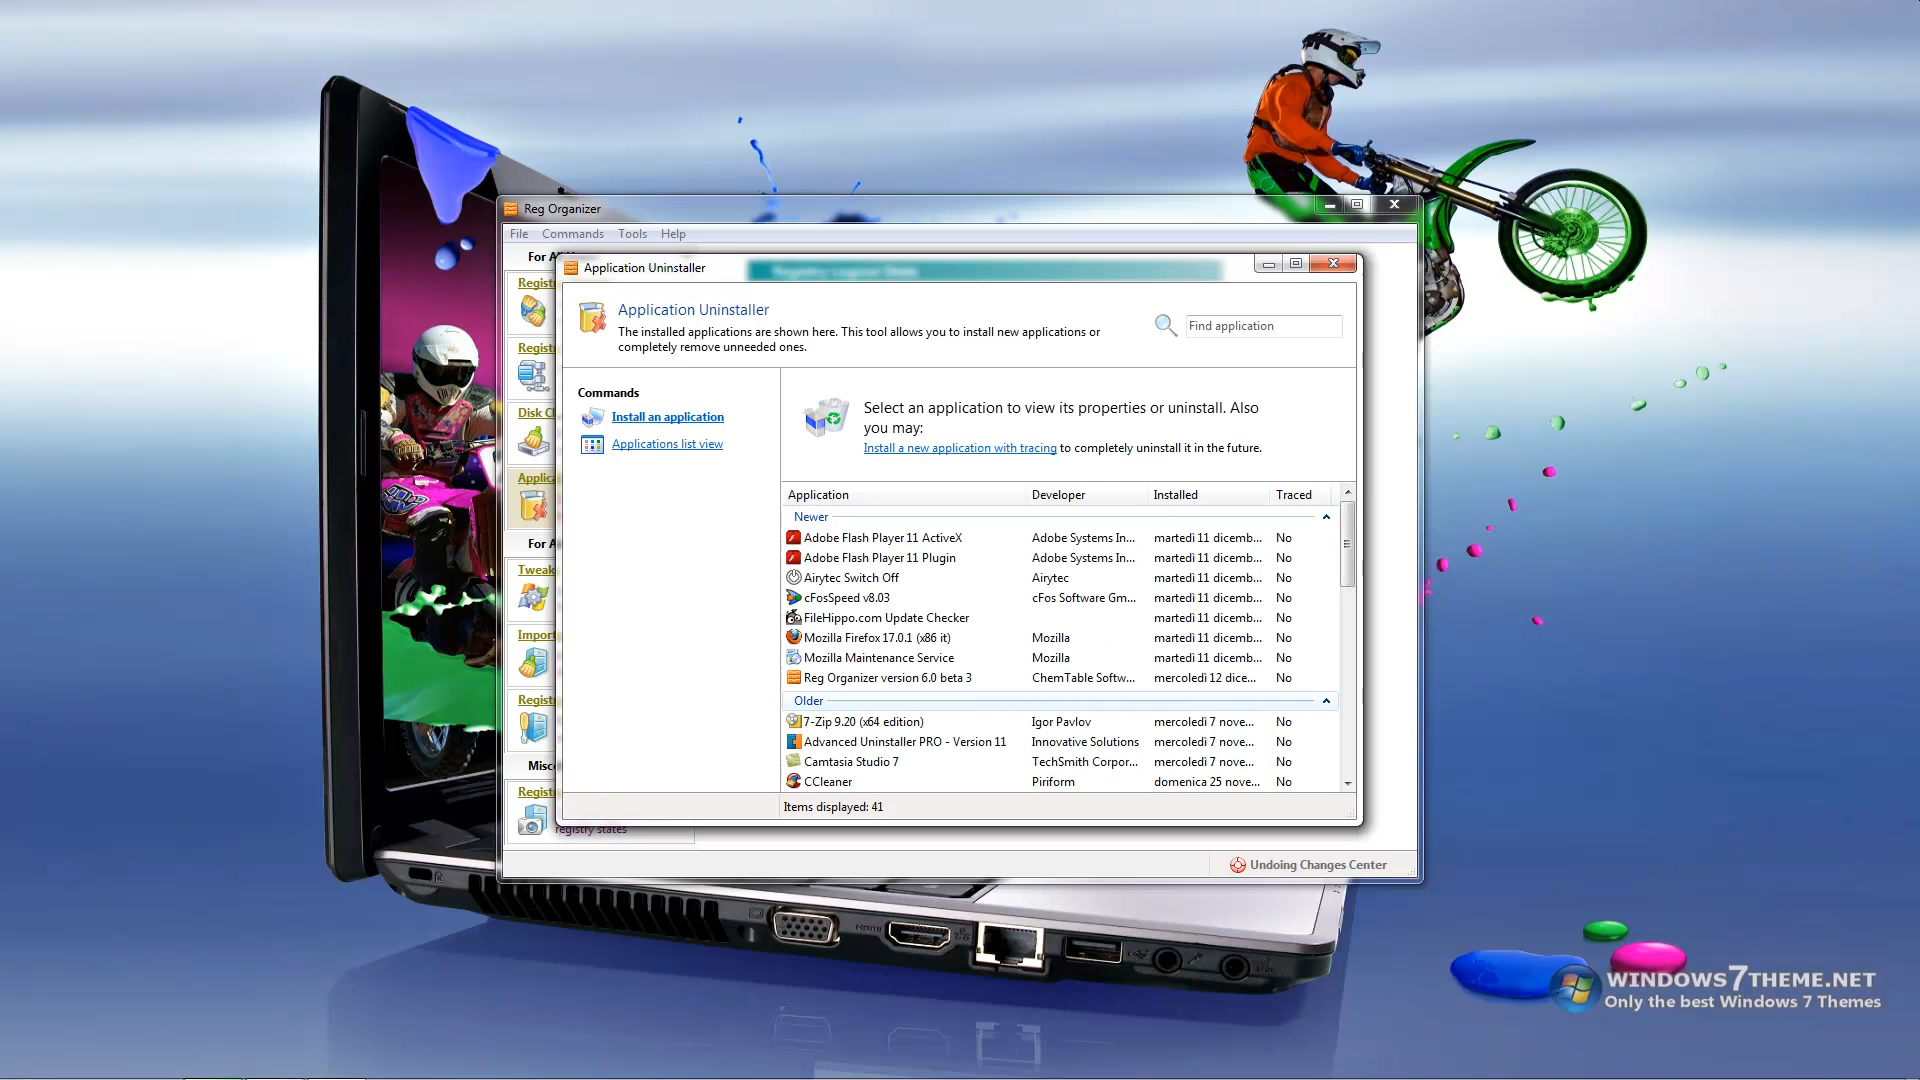 Reg Organizer
File Commands Tools Help
For A
Regist
Regist
Disk Cl
Applica
For A
Tweak
Import
Regist
Misc
Regist
registry states
Undoing Changes Center
Application Uninstaller
Application Uninstaller
The installed applications are shown here. This tool allows you to install new applications or
completely remove unneeded ones.
Find application
Commands
Install an application
Applications list view
Select an application to view its properties or uninstall. Also
you may:
Install a new application with tracing to completely uninstall it in the future.
Application Developer Installed Traced
Newer
Adobe Flash Player 11 ActiveX Adobe Systems In... martedì 11 dicemb... No
Adobe Flash Player 11 Plugin Adobe Systems In... martedì 11 dicemb... No
Airytec Switch Off Airytec martedì 11 dicemb... No
cFosSpeed v8.03 cFos Software Gm... martedì 11 dicemb... No
FileHippo.com Update Checker martedì 11 dicemb... No
Mozilla Firefox 17.0.1 (x86 it) Mozilla martedì 11 dicemb... No
Mozilla Maintenance Service Mozilla martedì 11 dicemb... No
Reg Organizer version 6.0 beta 3 ChemTable Softw... mercoledì 12 dice... No
Older
7-Zip 9.20 (x64 edition) Igor Pavlov mercoledì 7 nove... No
Advanced Uninstaller PRO - Version 11 Innovative Solutions mercoledì 7 nove... No
Camtasia Studio 7 TechSmith Corpor... mercoledì 7 nove... No
CCleaner Piriform domenica 25 nove... No
Items displayed: 41
WINDOWS7THEME.NET
Only the best Windows 7 Themes